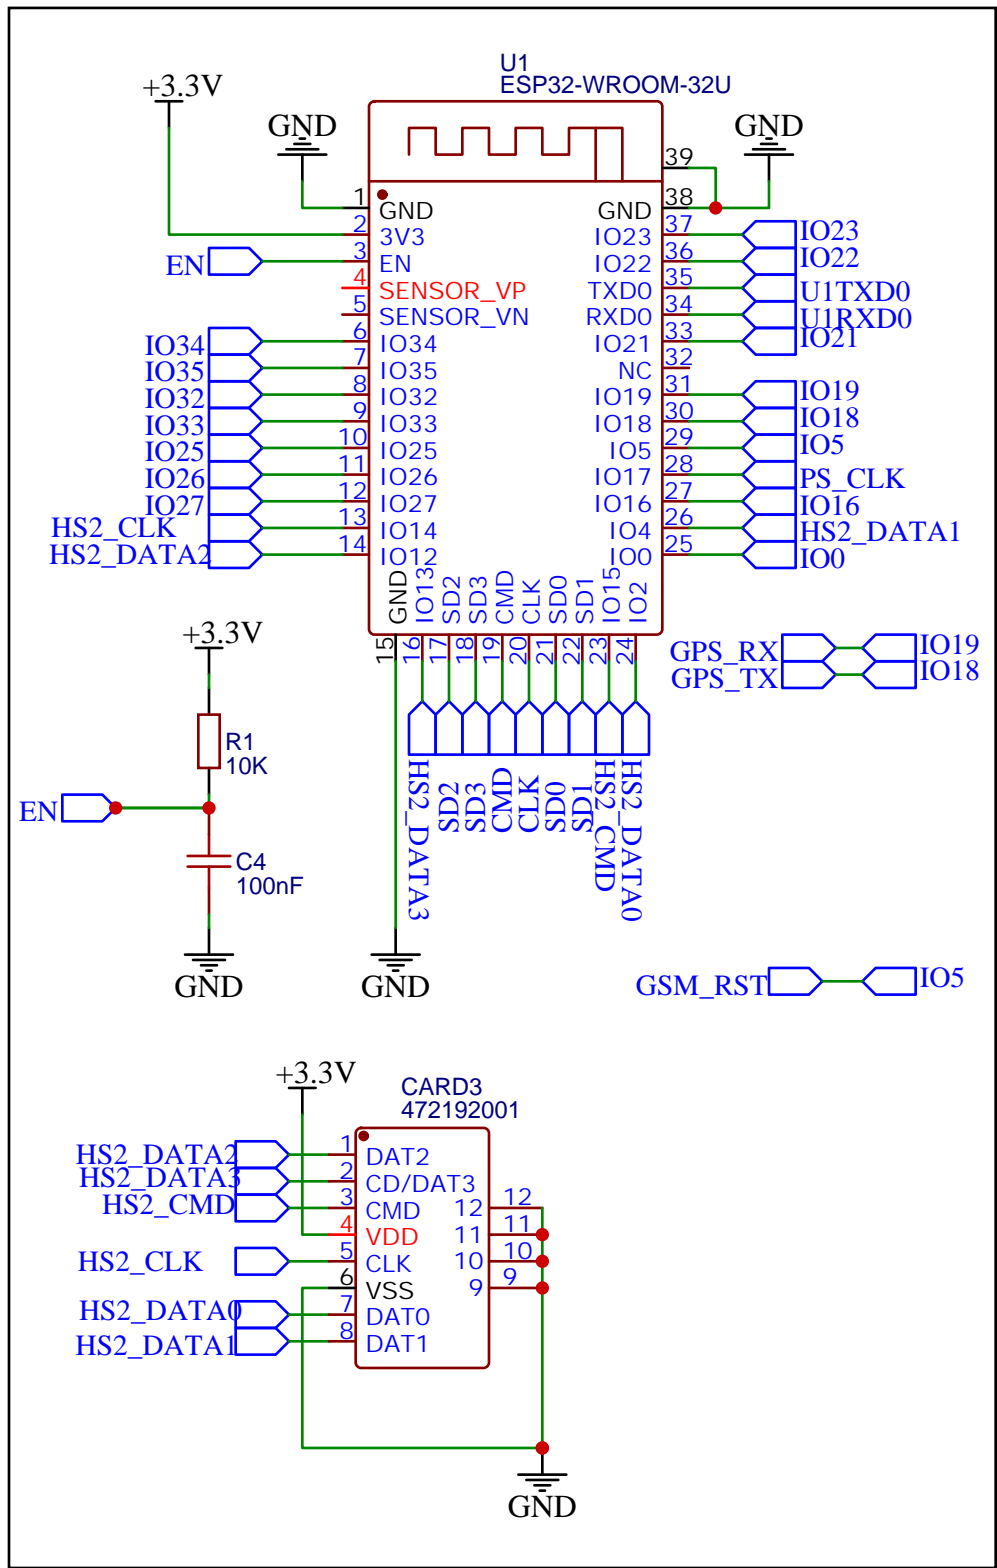 U1
ESP32-WROOM-32U
+3.3V
GND
GND
39
1 GND
GND 38
2 3V3
IO23 37 IO23
EN 3 EN
IO22 36 IO22
4 SENSOR_VP
TXD0 35 U1TXD0
5 SENSOR_VN
RXD0 34 U1RXD0
IO34 6 IO34
IO21 33 IO21
IO35 7 IO35
NC 32
IO32 8 IO32
IO19 31 IO19
IO33 9 IO33
IO18 30 IO18
IO25 10 IO25
IO5 29 IO5
IO26 11 IO26
IO17 28 PS_CLK
IO27 12 IO27
IO16 27 IO16
HS2_CLK 13 IO14
IO4 26 HS2_DATA1
HS2_DATA2 14 IO12
IO0 25 IO0
GND 15
IO13 16 HS2_DATA3
SD2 17 SD2
SD3 18 SD3
CMD 19 CMD
CLK 20 CLK
SD0 21 SD0
SD1 22 SD1
IO15 23 HS2_CMD
IO2 24 HS2_DATA0
GND
GPS_RX IO19
GPS_TX IO18
+3.3V
R1
10K
EN
C4
100nF
GND
GSM_RST IO5
+3.3V
CARD3
472192001
HS2_DATA2 1 DAT2
HS2_DATA3 2 CD/DAT3
HS2_CMD 3 CMD 12 12
4 VDD 11 11
HS2_CLK 5 CLK 10 10
6 VSS 9 9
HS2_DATA0 7 DAT0
HS2_DATA1 8 DAT1
GND